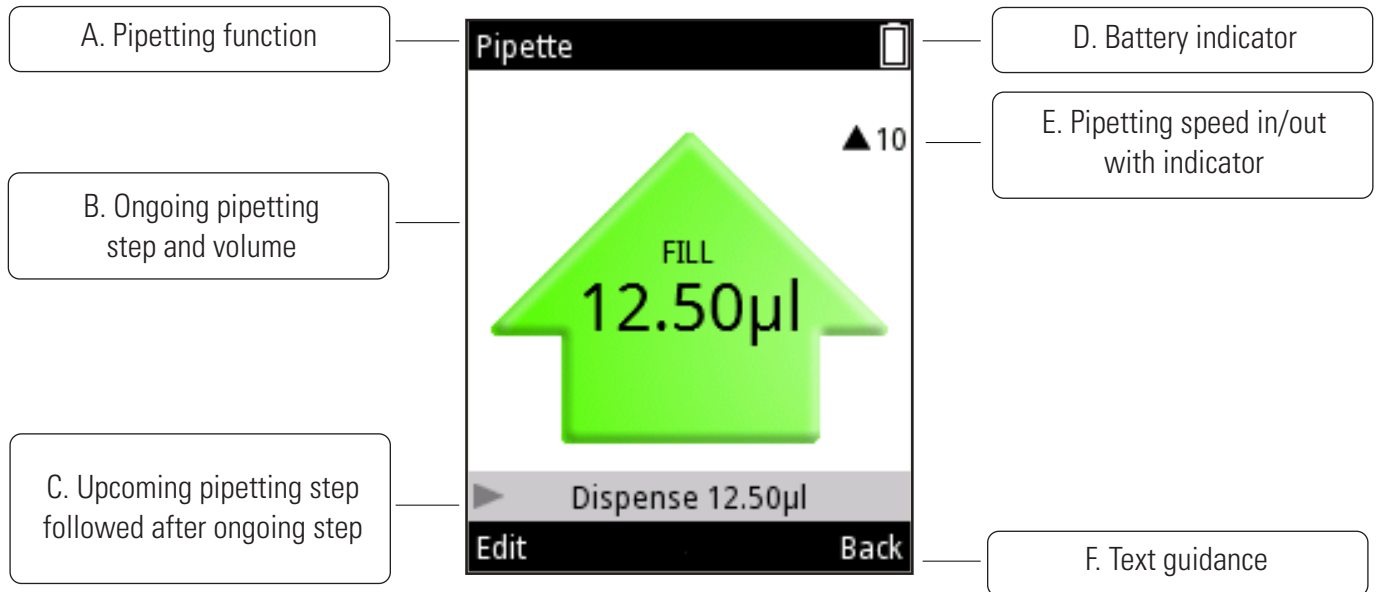 A. Pipetting function
Pipette
D. Battery indicator
10
E. Pipetting speed in/out
with indicator
B. Ongoing pipetting
step and volume
FILL
12.50µl
C. Upcoming pipetting step
followed after ongoing step
Dispense 12.50µl
Edit
Back
F. Text guidance